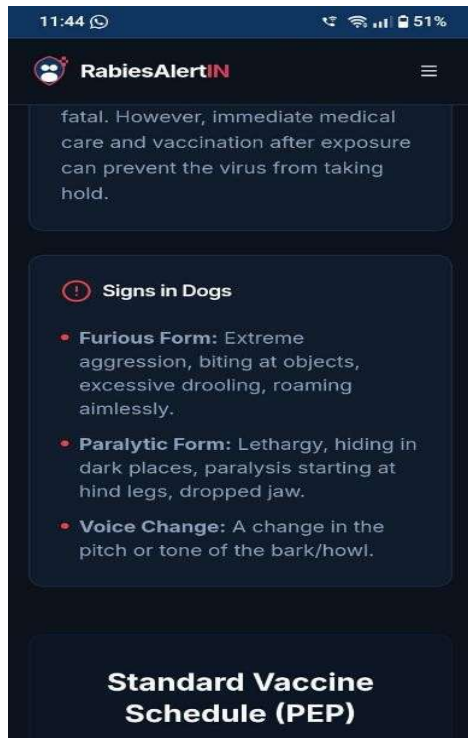 11:44 51%
RabiesAlertIN
fatal. However, immediate medical
care and vaccination after exposure
can prevent the virus from taking
hold.
Signs in Dogs
• Furious Form: Extreme
aggression, biting at objects,
excessive drooling, roaming
aimlessly.
• Paralytic Form: Lethargy, hiding in
dark places, paralysis starting at
hind legs, dropped jaw.
• Voice Change: A change in the
pitch or tone of the bark/howl.
Standard Vaccine
Schedule (PEP)